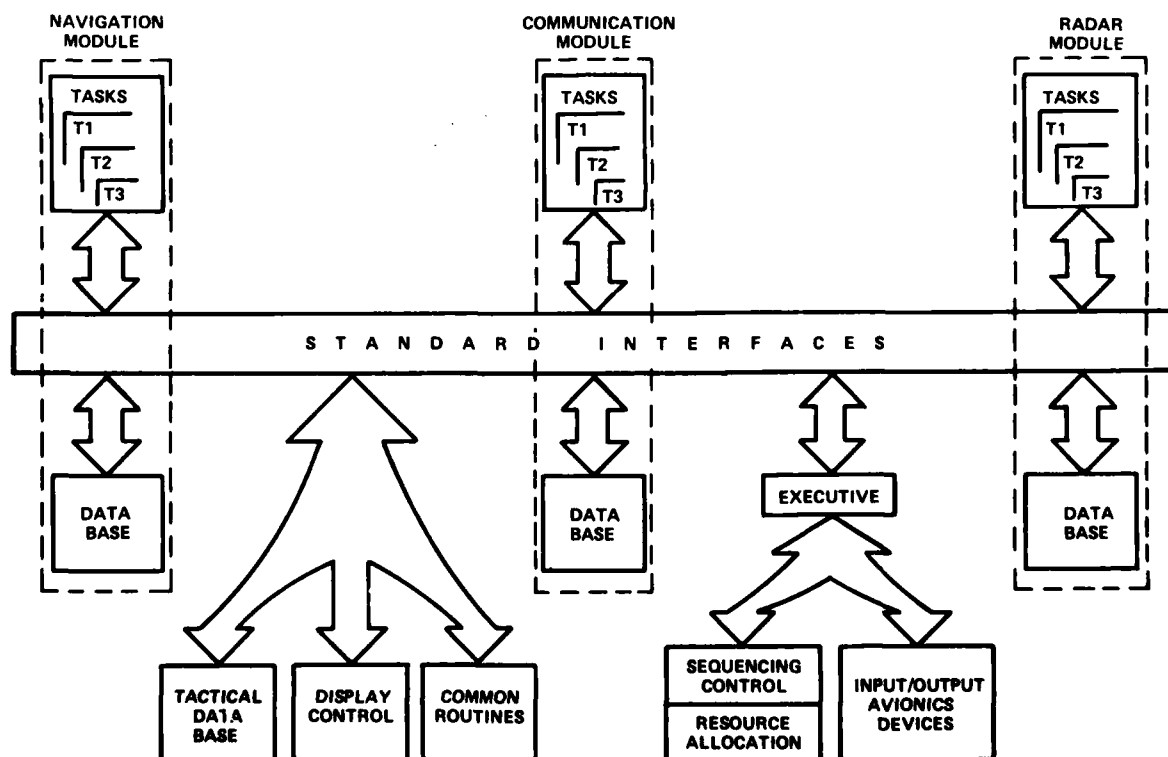 NAVIGATION
MODULE
COMMUNICATION
MODULE
RADAR
MODULE
TASKS
T1
T2
T3
TASKS
T1
T2
T3
TASKS
T1
T2
T3
STANDARD INTERFACES
DATA
BASE
DATA
BASE
EXECUTIVE
DATA
BASE
TACTICAL
DATA
BASE
DISPLAY
CONTROL
COMMON
ROUTINES
SEQUENCING
CONTROL
RESOURCE
ALLOCATION
INPUT/OUTPUT
AVIONICS
DEVICES